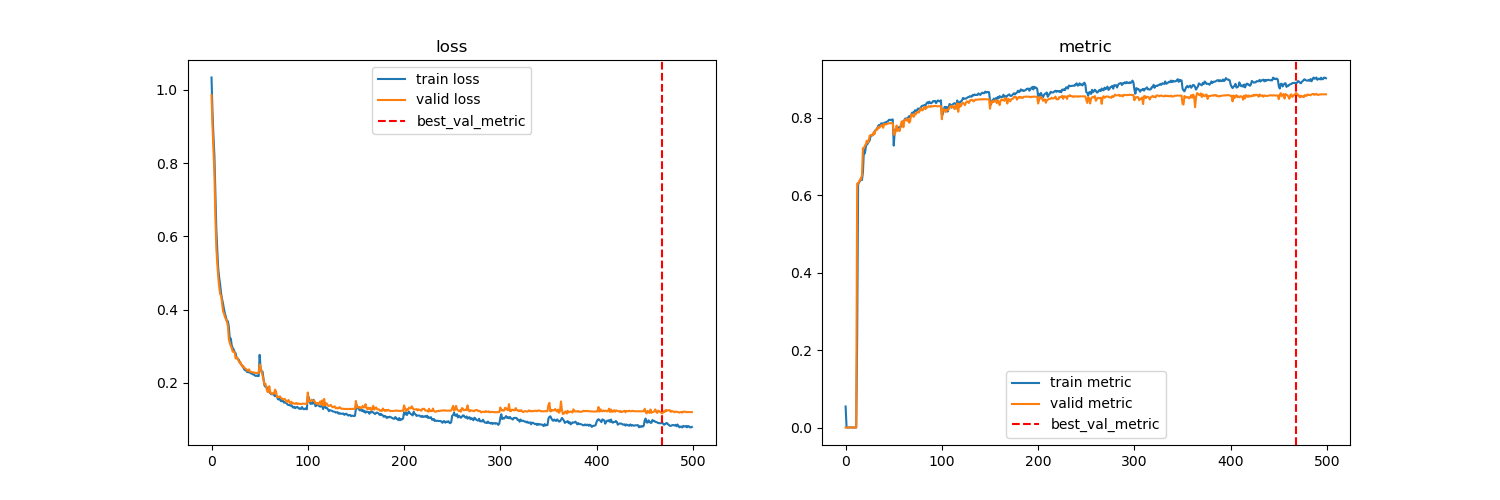 loss
train loss
valid loss
best_val_metric
1.0
0.8
0.6
0.4
0.2
0 100 200 300 400 500
metric
0.8
0.6
0.4
0.2
0.0
train metric
valid metric
best_val_metric
0 100 200 300 400 500